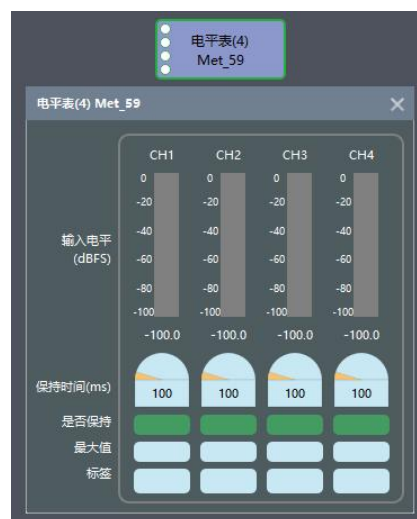 电平表(4)
Met_59
电平表(4) Met_59
CH1 CH2 CH3 CH4
0 0 0 0
-20 -20 -20 -20
-40 -40 -40 -40
输入电平
(dBFS)
-60 -60 -60 -60
-80 -80 -80 -80
-100 -100 -100 -100
-100.0 -100.0 -100.0 -100.0
保持时间(ms) 100 100 100 100
是否保持
最大值
标签